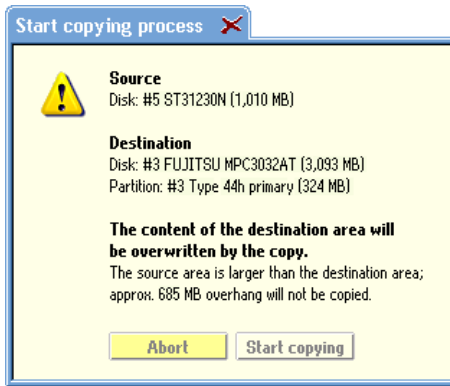 Start copying process
Source
Disk: #5 ST31230N (1,010 MB)
Destination
Disk: #3 FUJITSU MPC3032AT (3,093 MB)
Partition: #3 Type 44h primary (324 MB)
The content of the destination area will
be overwritten by the copy.
The source area is larger than the destination area;
approx. 685 MB overhang will not be copied.
Abort Start copying